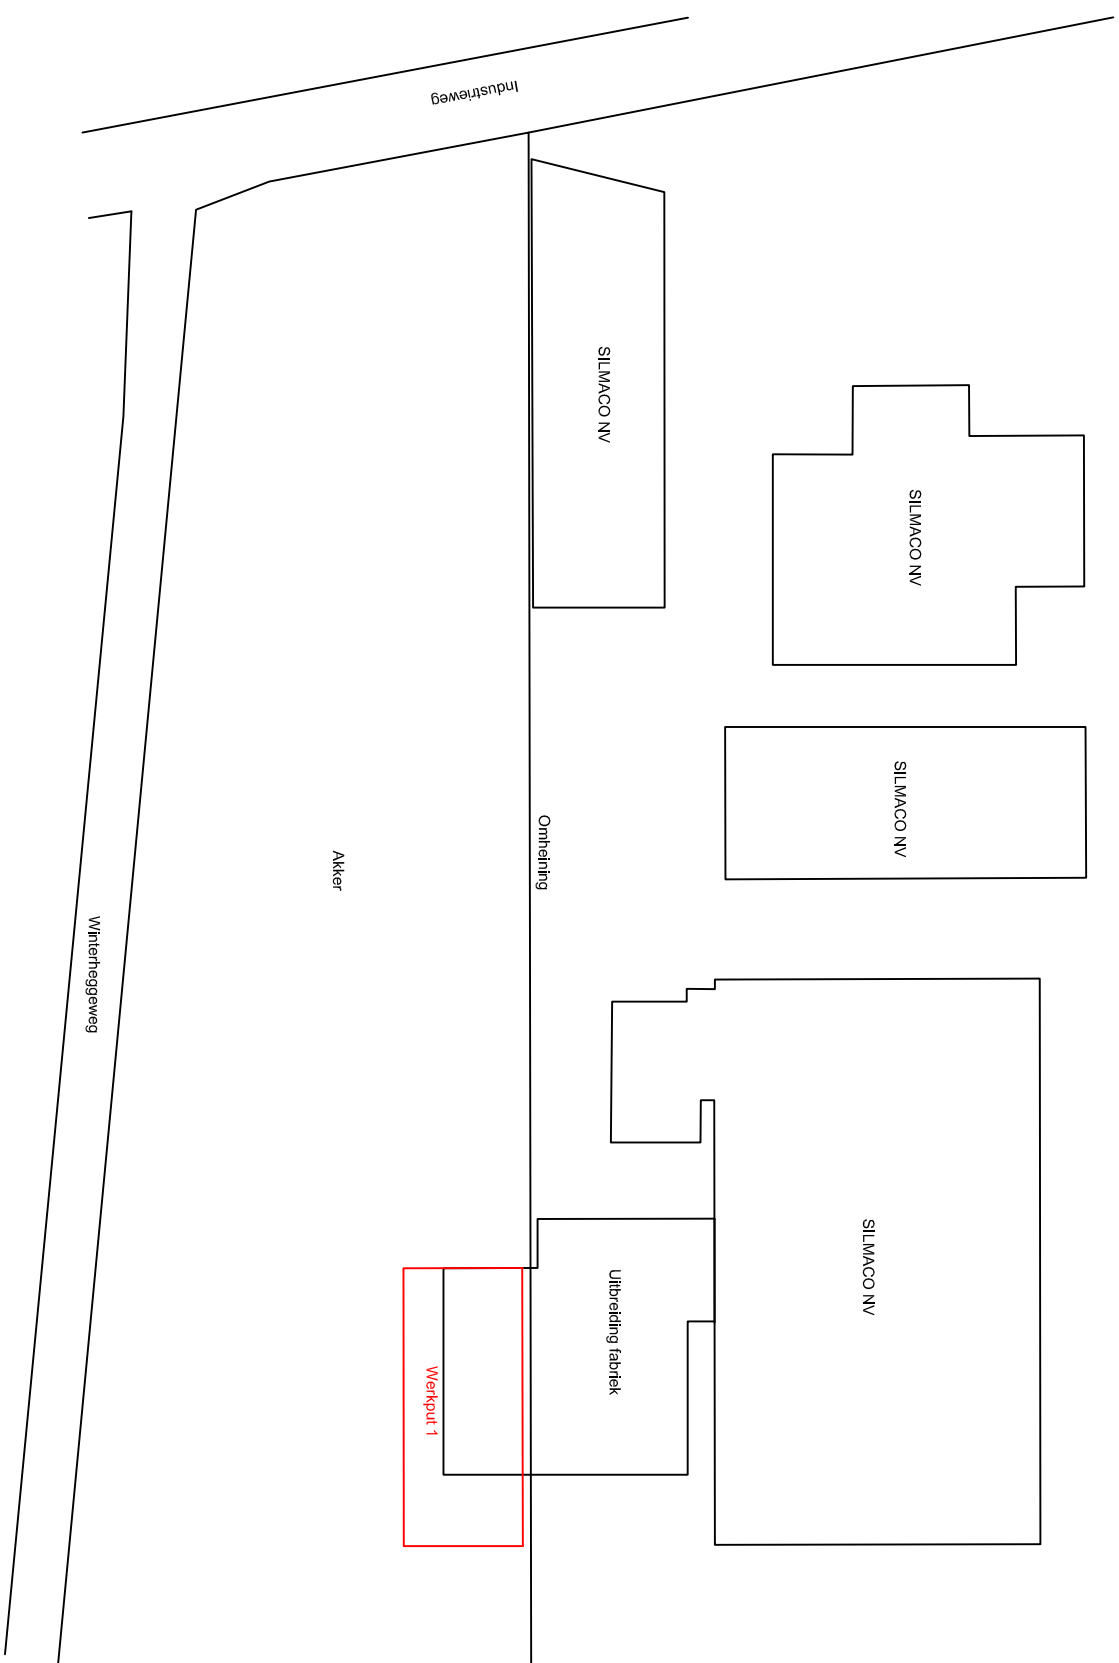 Industrieweg
SILMACO NV
SILMACO NV
SILMACO NV
Omheining
Akker
Winterheggeweg
SILMACO NV
Uitbreiding fabriek
Werkput 1